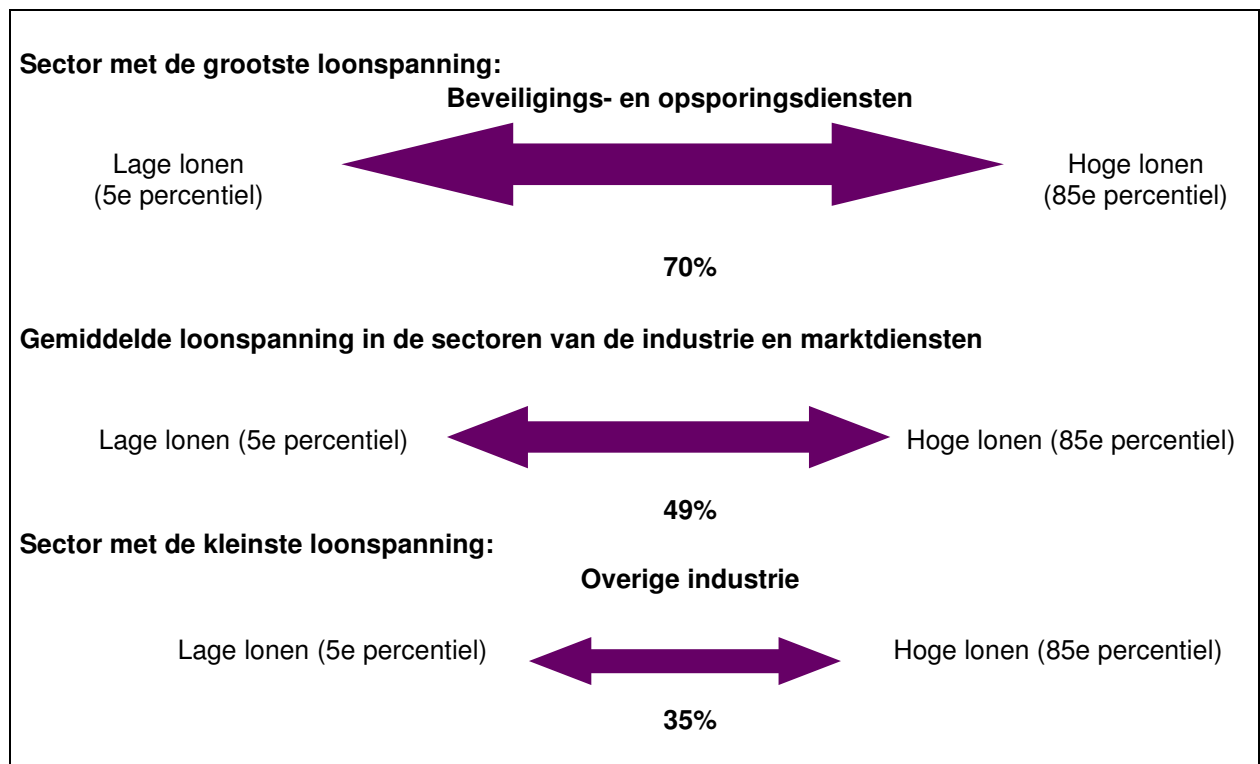 Sector met de grootste loonspanning:
Beveiligings- en opsporingsdiensten
Lage lonen
(5e percentiel)
Hoge lonen
(85e percentiel)
70%
Gemiddelde loonspanning in de sectoren van de industrie en marktdiensten
Lage lonen (5e percentiel)
Hoge lonen (85e percentiel)
49%
Sector met de kleinste loonspanning:
Overige industrie
Lage lonen (5e percentiel)
Hoge lonen (85e percentiel)
35%